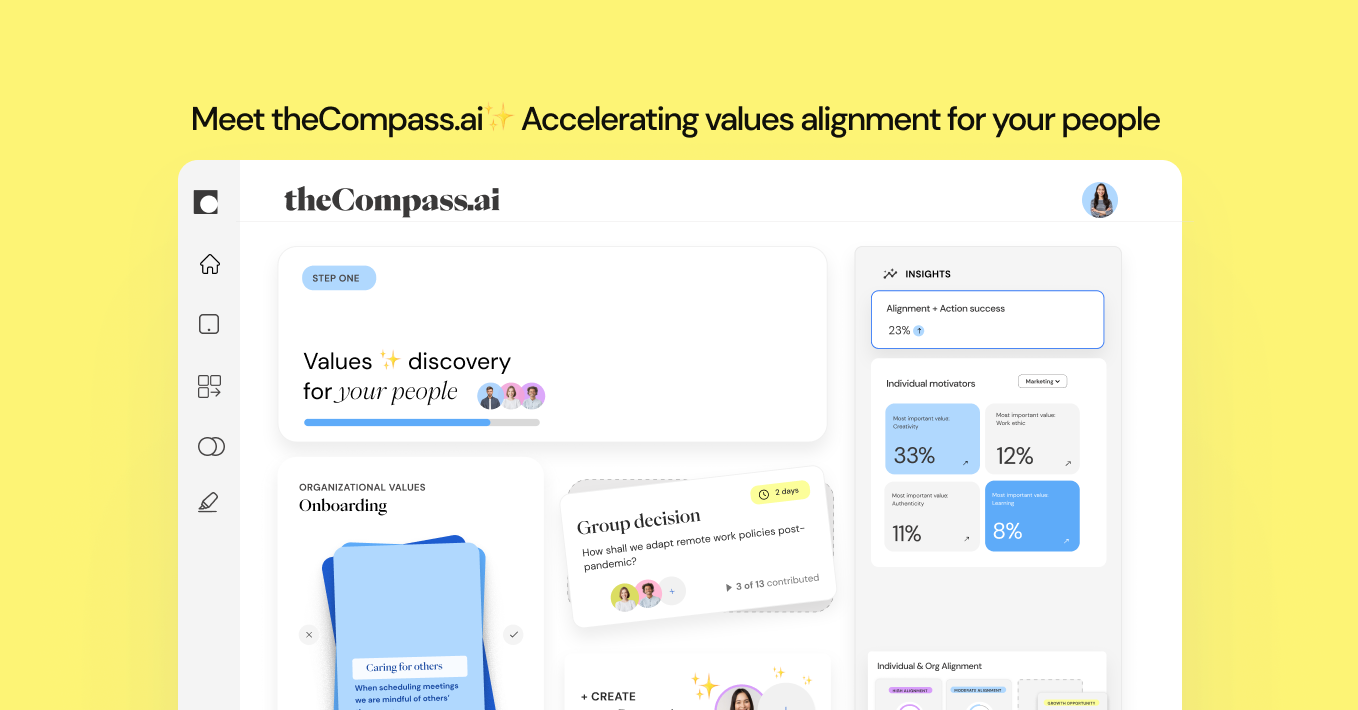 Meet theCompass.ai✨ Accelerating values alignment for your people
theCompass.ai
STEP ONE
Values ✨ discovery
for your people
INSIGHTS
Alignment + Action success
23%
Individual motivators
Marketing
Most important value:
Creativity
33%
Most important value:
Work ethic
12%
Most important value:
Authenticity
11%
Most important value:
Learning
8%
ORGANIZATIONAL VALUES
Onboarding
Caring for others
When scheduling meetings
we are mindful of others'
2 days
Group decision
How shall we adapt remote work policies post-
pandemic?
+
3 of 13 contributed
+ CREATE
Individual & Org Alignment
HIGH ALIGNMENT
MODERATE ALIGNMENT
GROWTH OPPORTUNITY